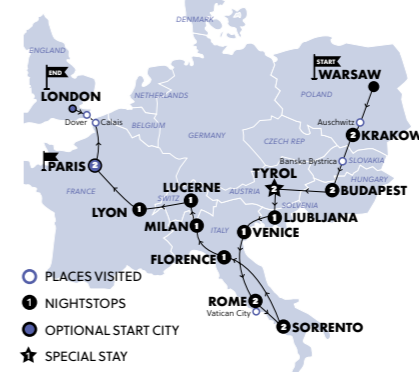 DENMARK
ENGLAND
END
LONDON
START
WARSAW
NETHERLANDS
POLAND
Dover
Calais
BELGIUM
GERMANY
Auschwitz
2 KRAKOW
CZECH REP
Banska Bystrica
SLOVAKIA
PARIS 2
TYROL
2
HUNGARY
2 BUDAPEST
FRANCE
LUCERNE
1
SWITZ
AUSTRIA
SOLVENIA
LYON 1
MILAN 1
1 LJUBLJANA
1 VENICE
ITALY
FLORENCE 1
PLACES VISITED
1 NIGHTSTOPS
ROME 2
Vatican City
OPTIONAL START CITY
2 SORRENTO
1 SPECIAL STAY